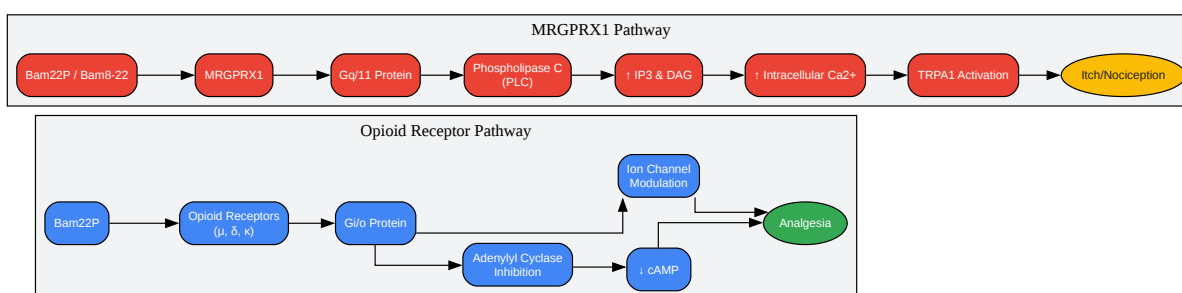 MRGPRX1 Pathway
Bam22P / Bam8-22
MRGPRX1
Gq/11 Protein
Phospholipase C
(PLC)
↑ IP3 & DAG
↑ Intracellular Ca2+
TRPA1 Activation
Itch/Nociception
Opioid Receptor Pathway
Bam22P
Opioid Receptors
(μ, δ, κ)
Gi/o Protein
Ion Channel
Modulation
Adenylyl Cyclase
Inhibition
↓ cAMP
Analgesia